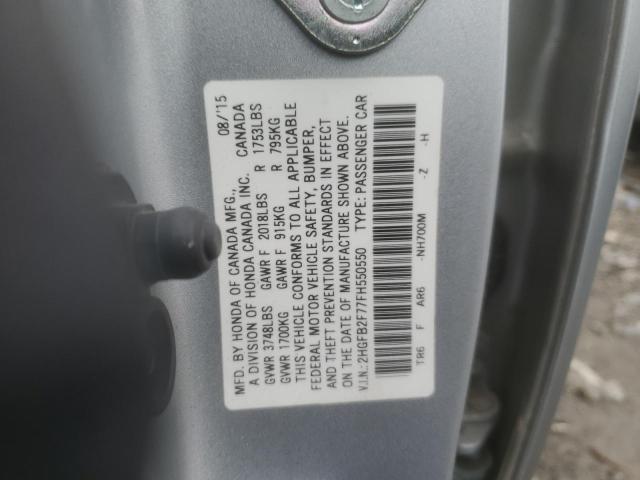 MFD. BY HONDA OF CANADA MFG., 08/'15
A DIVISION OF HONDA CANADA INC. CANADA
GVWR 3748LBS GAWR F 2018LBS R 1753LBS
GVWR 1700KG GAWR F 915KG R 795KG
THIS VEHICLE CONFORMS TO ALL APPLICABLE
FEDERAL MOTOR VEHICLE SAFETY, BUMPER,
AND THEFT PREVENTION STANDARDS IN EFFECT
ON THE DATE OF MANUFACTURE SHOWN ABOVE.
V.I.N.: 2HGFB2F77FH550550 TYPE: PASSENGER CAR
TR6 F AR6 -NH700M -Z -H